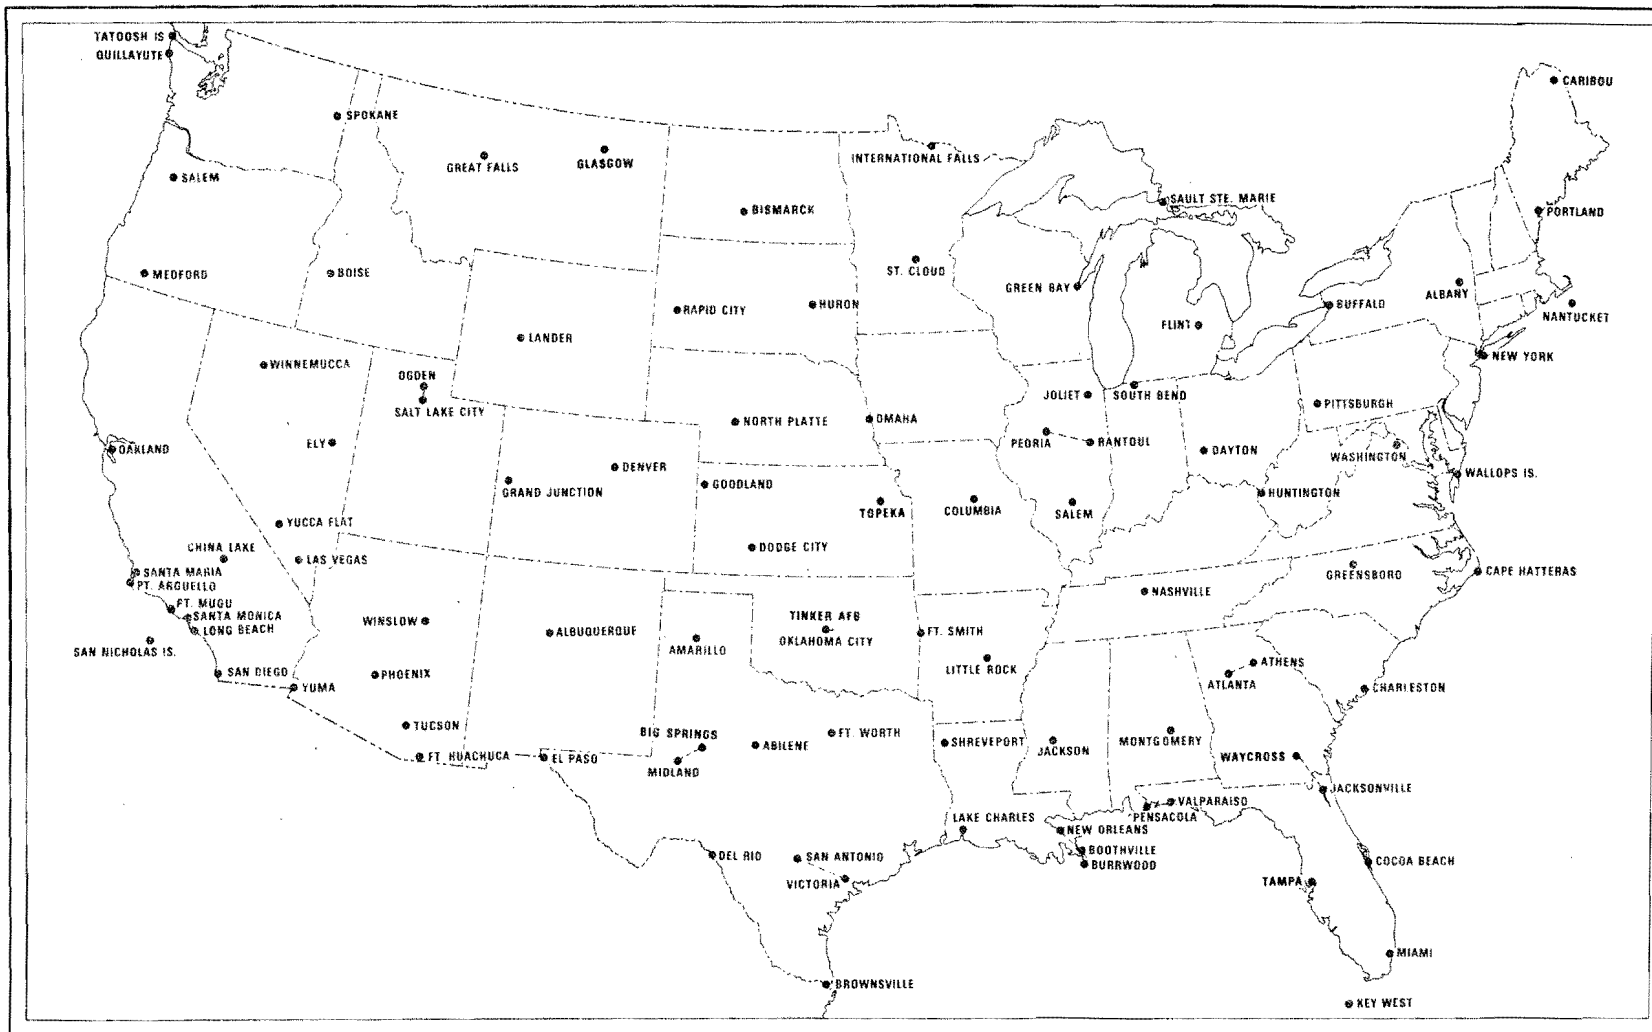 TATOOSH IS
QUILLAYUTE
CARIBOU
SPOKANE
INTERNATIONAL FALLS
GREAT FALLS
GLASGOW
SALEM
SAULT STE. MARIE
BISMARCK
PORTLAND
MEDFORD
BOISE
ST. CLOUD
GREEN BAY
ALBANY
RAPID CITY
HURON
BUFFALO
NANTUCKET
FLINT
LANDER
NEW YORK
WINNEMUCCA
OGDEN
SALT LAKE CITY
JOLIET
SOUTH BEND
PITTSBURGH
NORTH PLATTE
OMAHA
ELY
PEORIA
RANTOUL
OAKLAND
DAYTON
WASHINGTON
DENVER
WALLOPS IS.
GOODLAND
GRAND JUNCTION
HUNTINGTON
TOPEKA
COLUMBIA
SALEM
YUCCA FLAT
CHINA LAKE
DODGE CITY
LAS VEGAS
SANTA MARIA
PT. ARGUELLO
GREENSBORO
CAPE HATTERAS
NASHVILLE
PT. MUGU
SANTA MONICA
LONG BEACH
WINSLOW
TINKER AFB
OKLAHOMA CITY
ALBUQUERQUE
AMARILLO
FT. SMITH
SAN NICHOLAS IS.
LITTLE ROCK
ATHENS
ATLANTA
SAN DIEGO
PHOENIX
YUMA
CHARLESTON
TUCSON
BIG SPRINGS
FT. WORTH
ABILENE
SHREVEPORT
JACKSON
MONTGOMERY
FT. HUACHUCA
EL PASO
MIDLAND
WAYCROSS
JACKSONVILLE
VALPARAISO
PENSACOLA
LAKE CHARLES
NEW ORLEANS
BOOTHVILLE
BURRWOOD
DEL RIO
SAN ANTONIO
VICTORIA
COCOA BEACH
TAMPA
MIAMI
BROWNSVILLE
KEY WEST